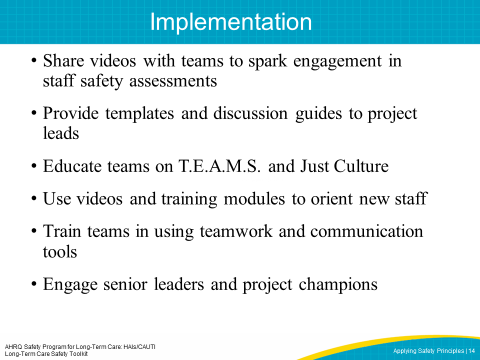 Implementation
• Share videos with teams to spark engagement in
staff safety assessments
• Provide templates and discussion guides to project
leads
• Educate teams on T.E.A.M.S. and Just Culture
• Use videos and training modules to orient new staff
• Train teams in using teamwork and communication
tools
• Engage senior leaders and project champions
AHRQ Safety Program for Long-Term Care: HAIs/CAUTI
Long-Term Care Safety Toolkit
Applying Safety Principles | 14